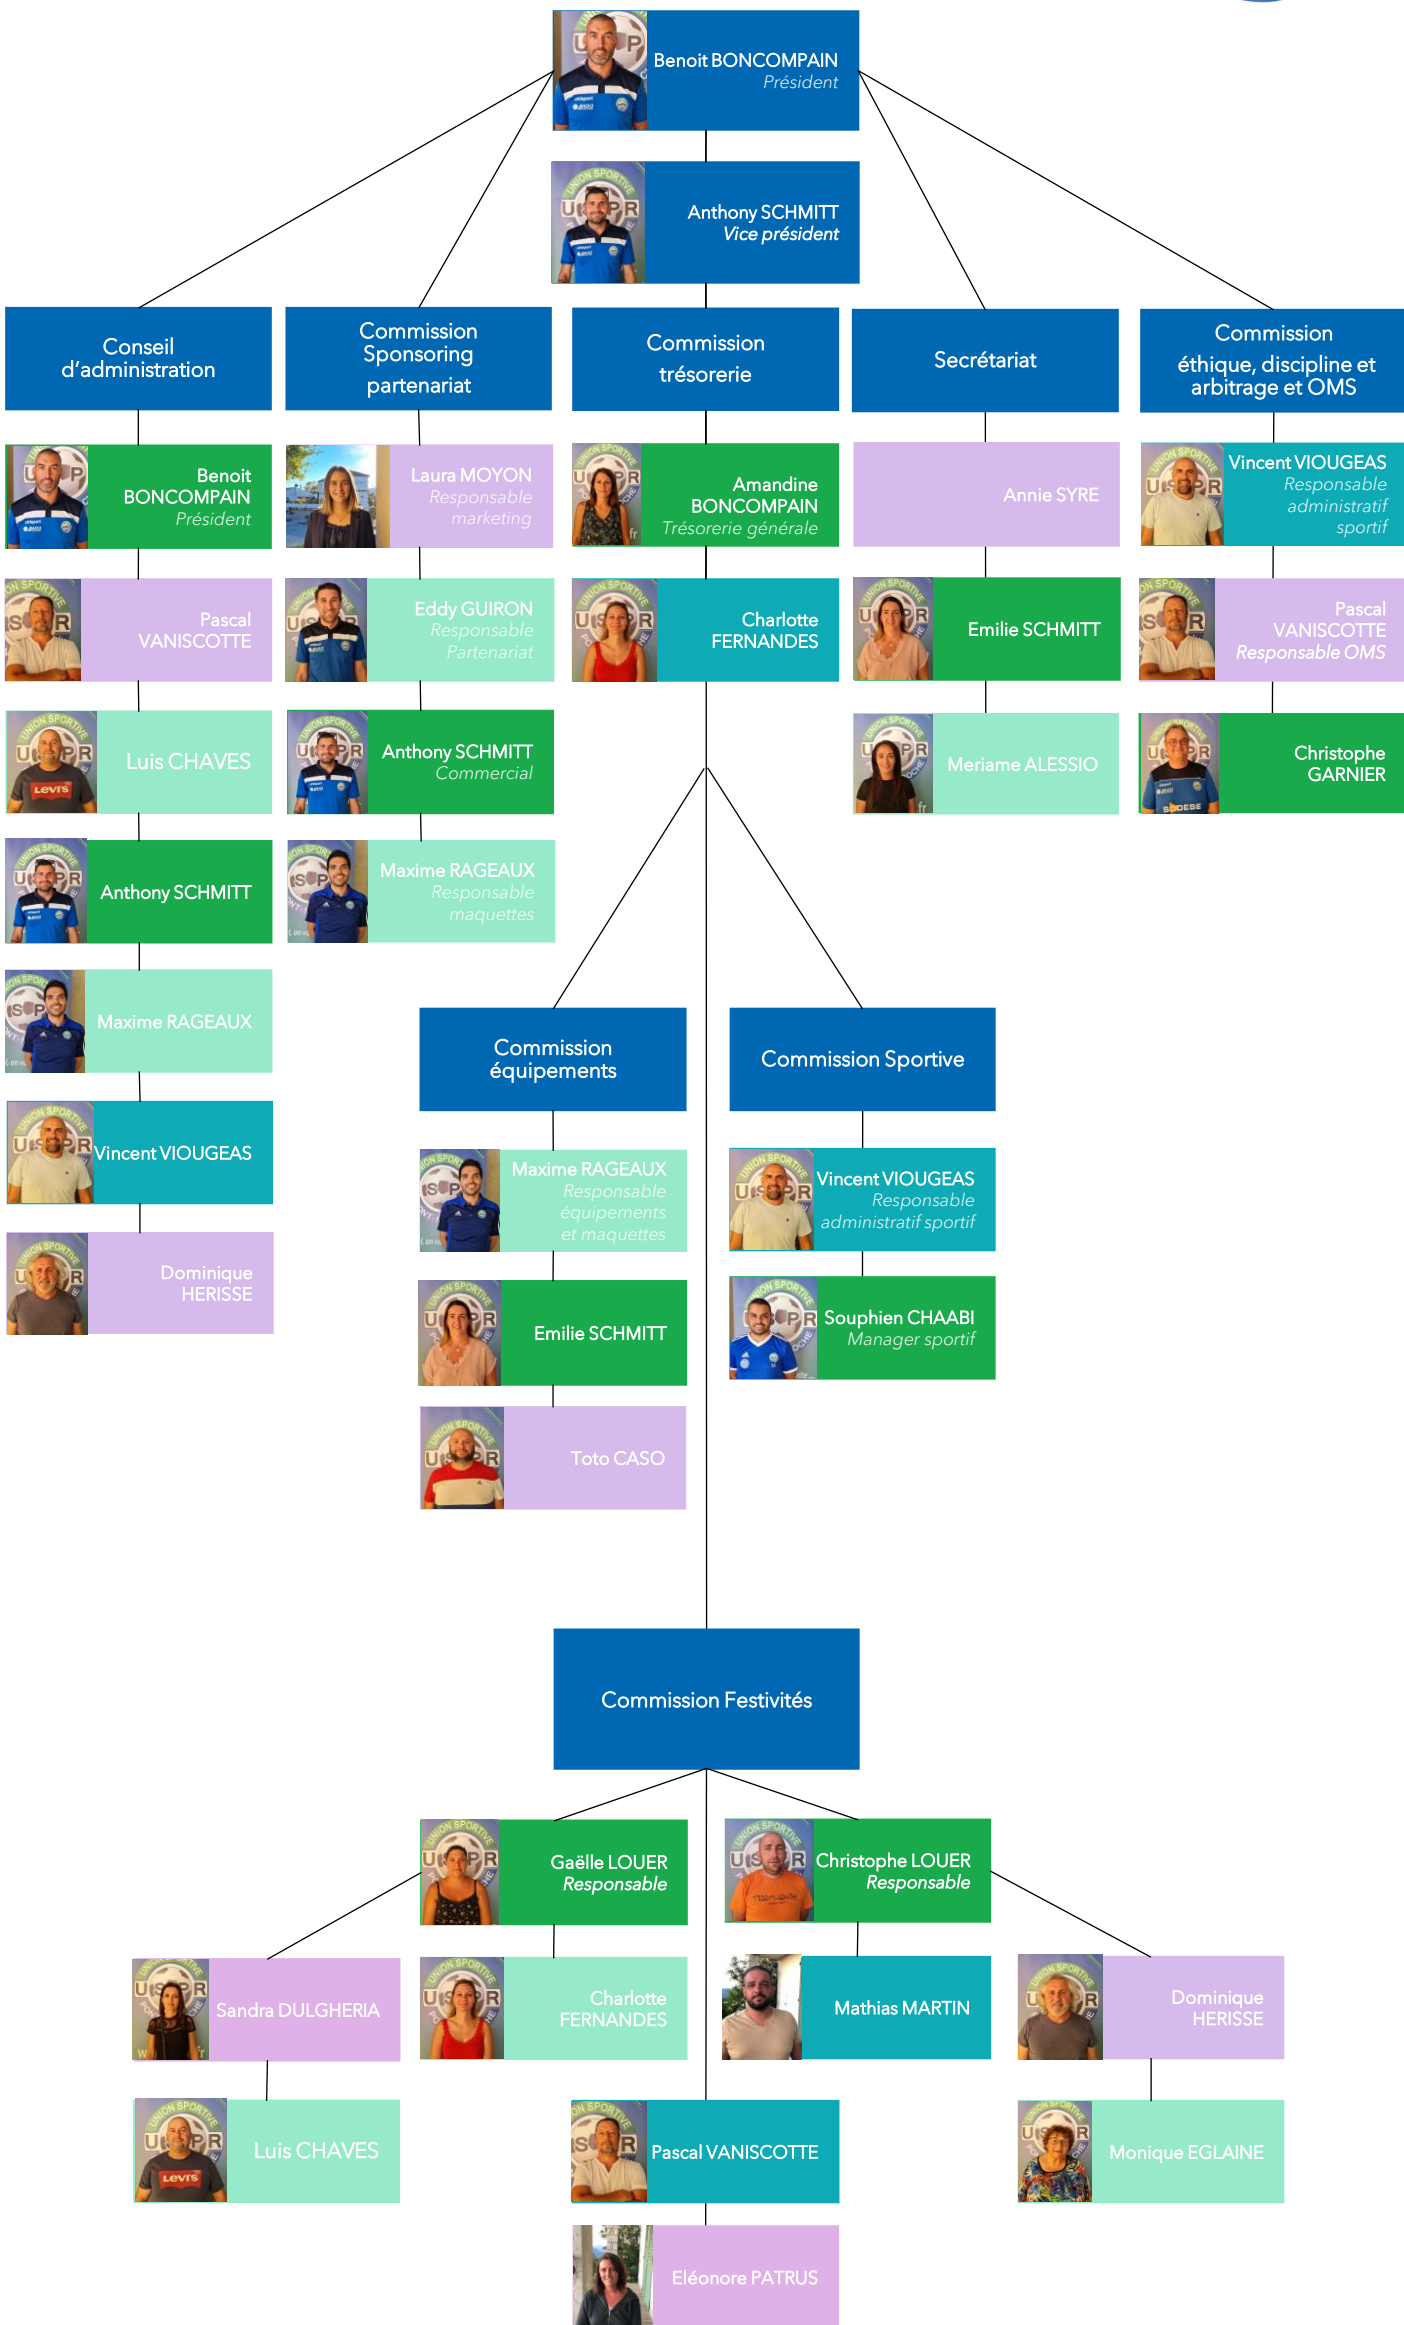 Benoit BONCOMPAIN
Président
Anthony SCHMITT
Vice président
Conseil
d’administration
Commission
Sponsoring
partenariat
Commission
trésorerie
Secrétariat
Commission
éthique, discipline et
arbitrage et OMS
Benoit
BONCOMPAIN
Président
Laura MOYON
Responsable
marketing
Amandine
BONCOMPAIN
Trésorerie générale
Annie SYRE
Vincent VIOUGEAS
Responsable
administratif
sportif
Pascal
VANISCOTTE
Eddy GUIRON
Responsable
Partenariat
Charlotte
FERNANDES
Emilie SCHMITT
Pascal
VANISCOTTE
Responsable OMS
Luis CHAVES
Anthony SCHMITT
Commercial
Meriame ALESSIO
Christophe
GARNIER
Anthony SCHMITT
Maxime RAGEAUX
Responsable
maquettes
Maxime RAGEAUX
Vincent VIOUGEAS
Dominique
HERISSE
Commission
équipements
Commission Sportive
Maxime RAGEAUX
Responsable
équipements
et maquettes
Vincent VIOUGEAS
Responsable
administratif sportif
Emilie SCHMITT
Souphien CHAABI
Manager sportif
Toto CASO
Commission Festivités
Gaëlle LOUER
Responsable
Christophe LOUER
Responsable
Sandra DULGHERIA
Charlotte
FERNANDES
Mathias MARTIN
Dominique
HERISSE
Luis CHAVES
Pascal VANISCOTTE
Monique EGLAINE
Eléonore PATRUS